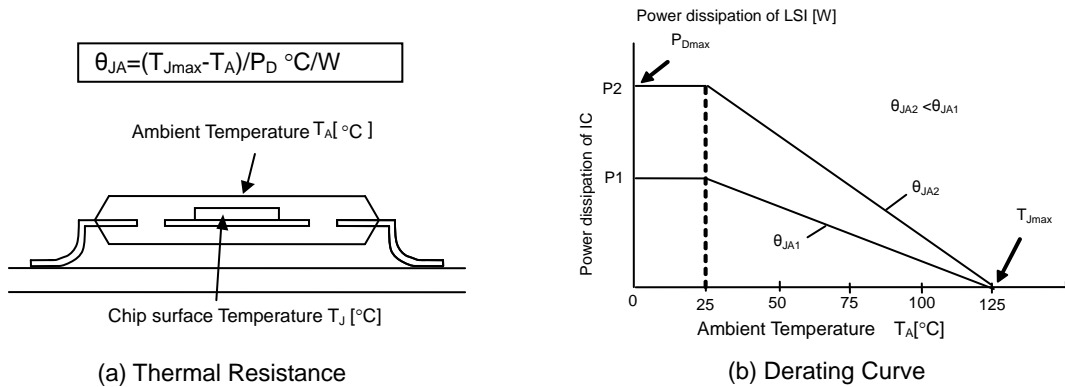 θJA=(TJmax-TA)/PD °C/W
Ambient Temperature TA[ °C ]
Chip surface Temperature TJ [°C]
(a) Thermal Resistance
Power dissipation of LSI [W]
PDmax
P2
P1
Power dissipation of IC
θJA2 <θJA1
θJA2
θJA1
TJmax
0 25 50 75 100 125
Ambient Temperature TA[°C]
(b) Derating Curve